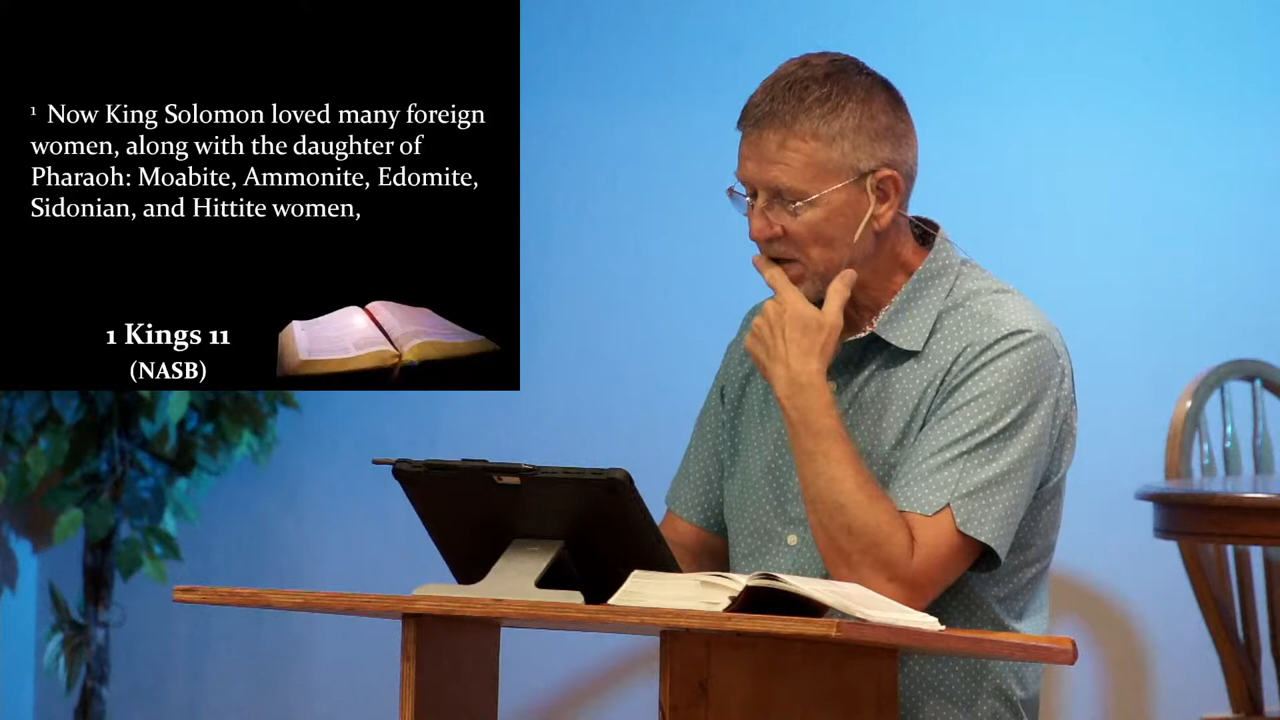 ¹ Now King Solomon loved many foreign
women, along with the daughter of
Pharaoh: Moabite, Ammonite, Edomite,
Sidonian, and Hittite women,
1 Kings 11
(NASB)